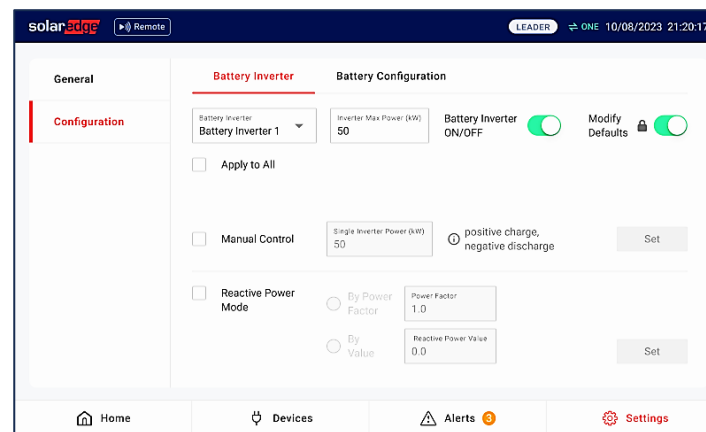 solaredge Remote LEADER ONE 10/08/2023 21:20:17
General
Configuration
Battery Inverter Battery Configuration
Battery Inverter
Battery Inverter 1
Inverter Max Power (kW)
50
Battery Inverter
ON/OFF
Modify
Defaults
Apply to All
Manual Control
Single Inverter Power (kW)
50
positive charge,
negative discharge
Set
Reactive Power
Mode
By Power
Factor
Power Factor
1.0
By
Value
Reactive Power Value
0.0
Set
Home Devices Alerts 3 Settings